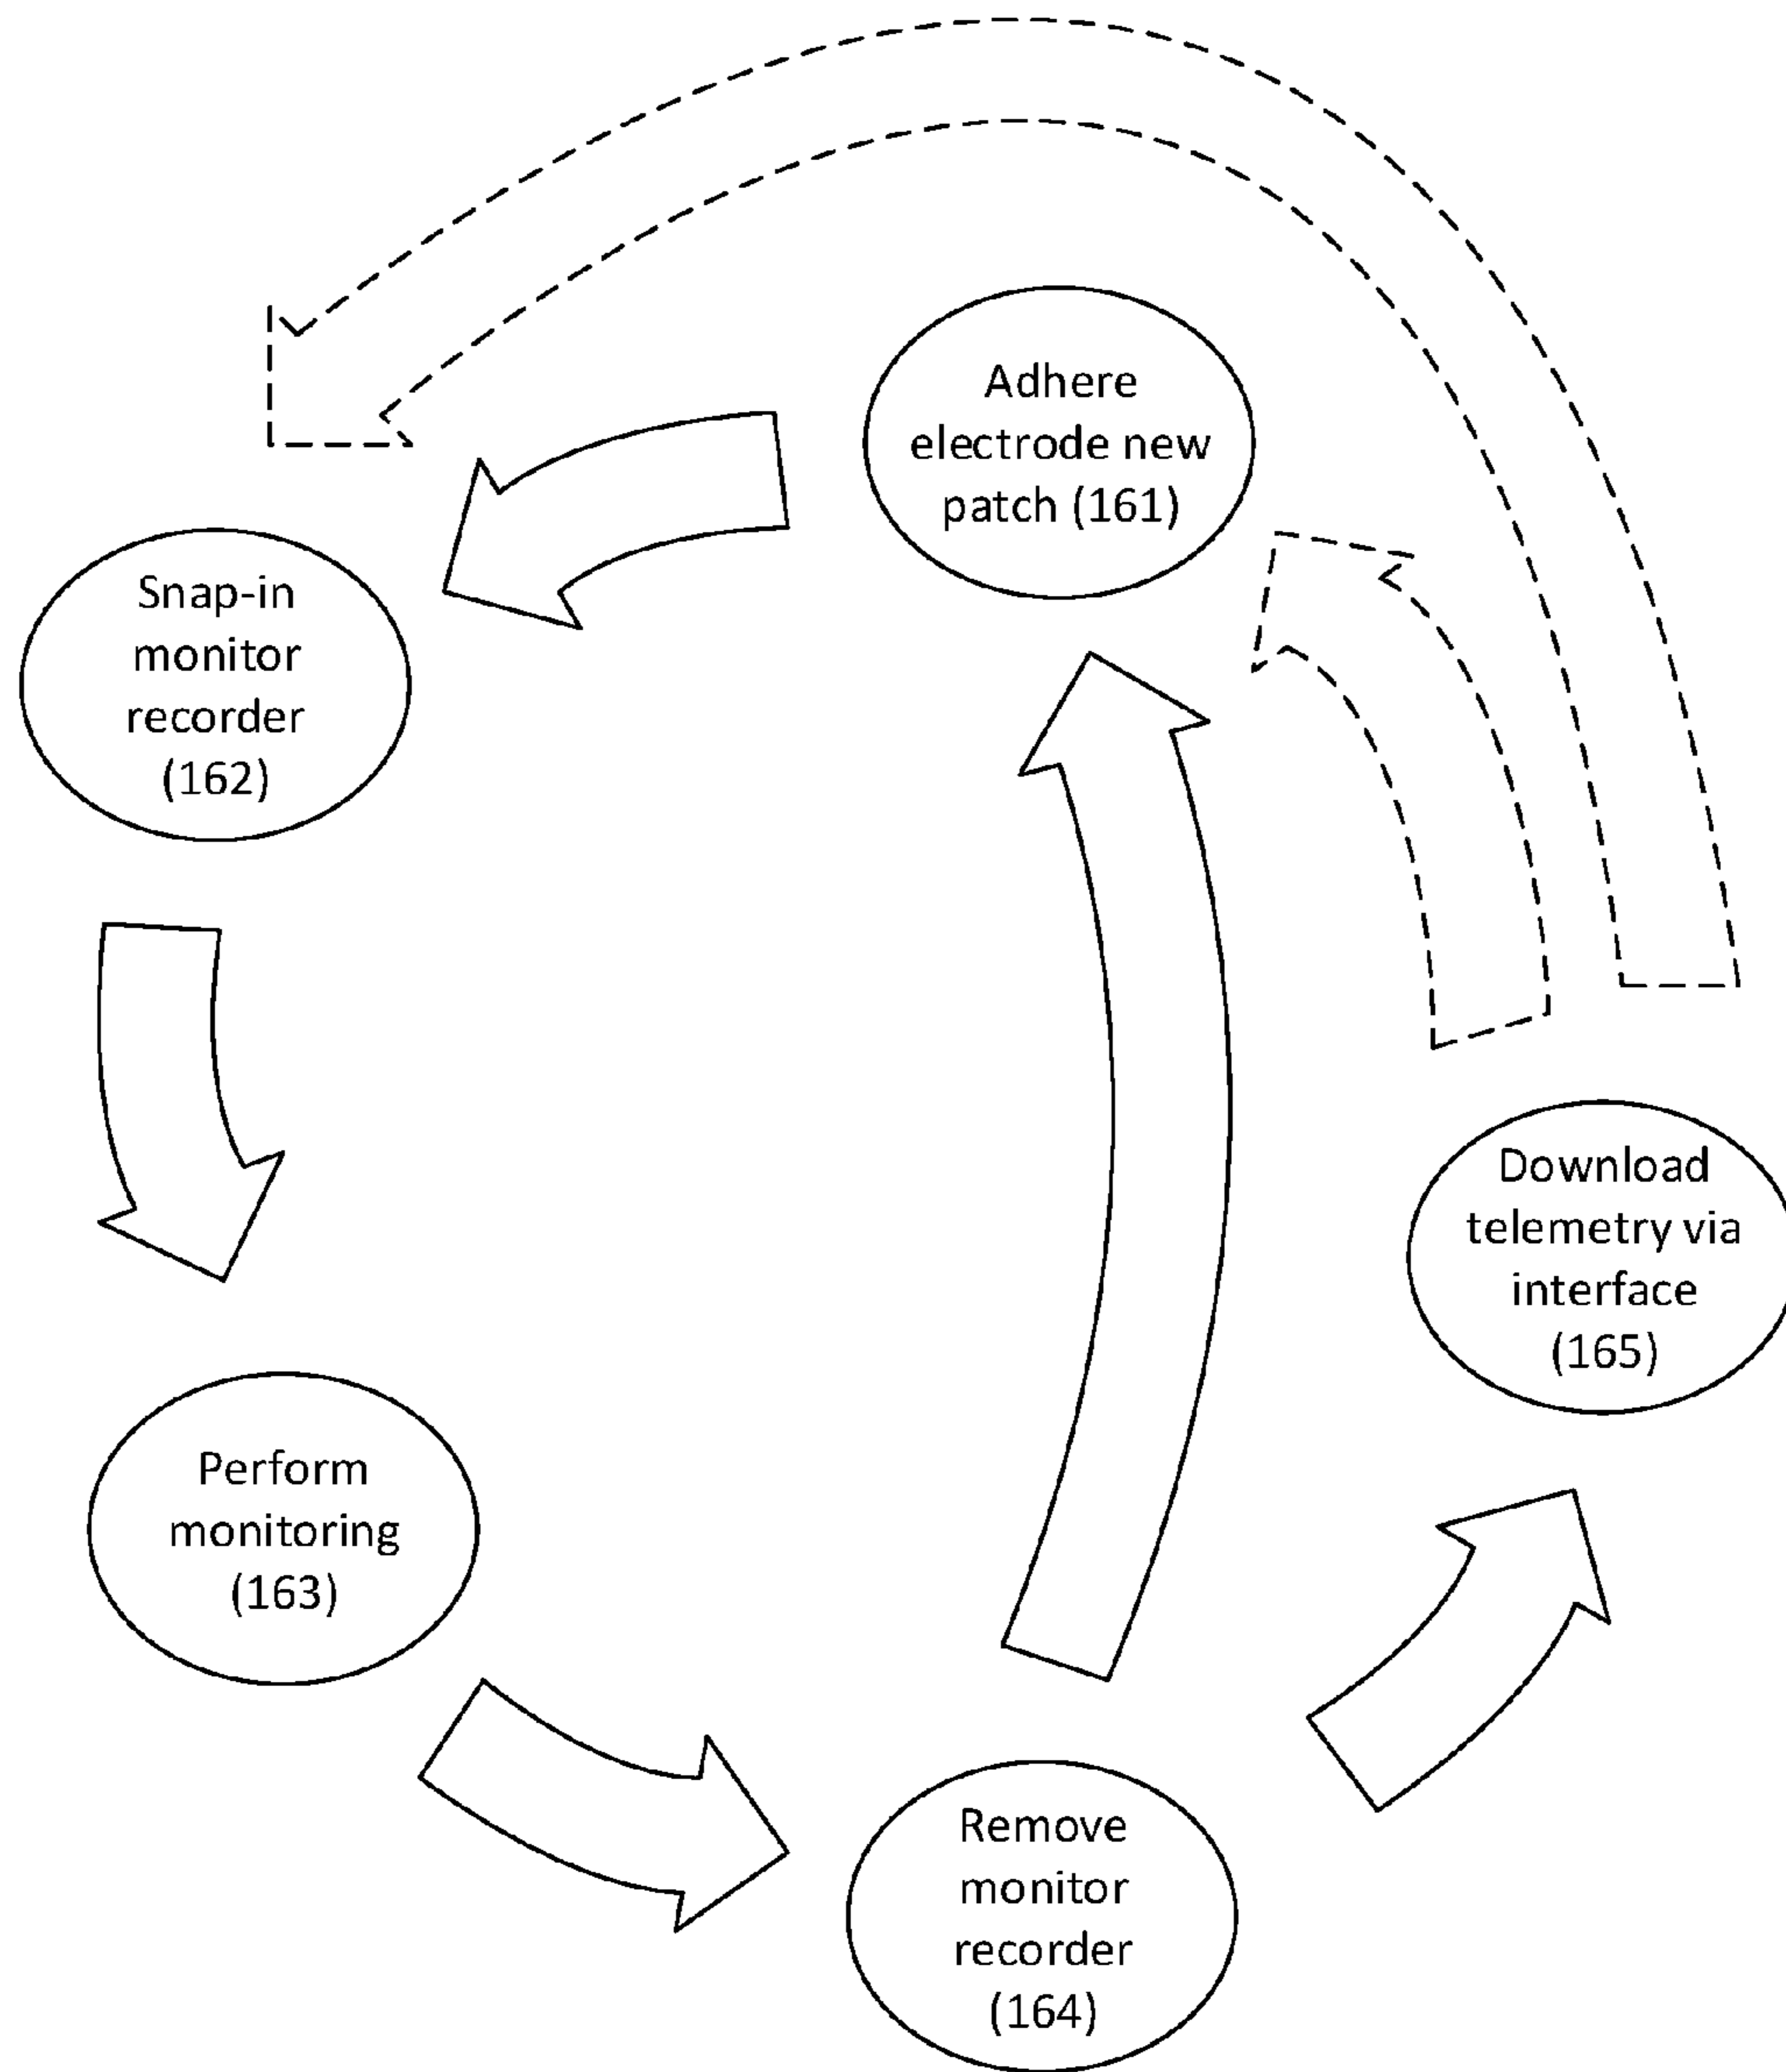 Adhere
electrode new
patch (161)
Snap-in
monitor
recorder
(162)
Perform
monitoring
(163)
Remove
monitor
recorder
(164)
Download
telemetry via
interface
(165)